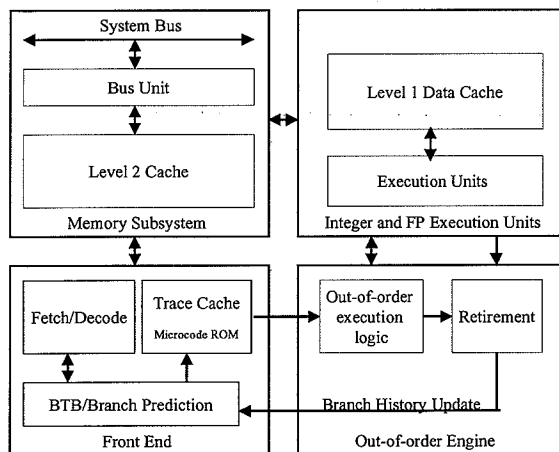 System Bus
Bus Unit
Level 2 Cache
Memory Subsystem
Level 1 Data Cache
Execution Units
Integer and FP Execution Units
Fetch/Decode
Trace Cache
Microcode ROM
BTB/Branch Prediction
Front End
Out-of-order
execution
logic
Retirement
Branch History Update
Out-of-order Engine